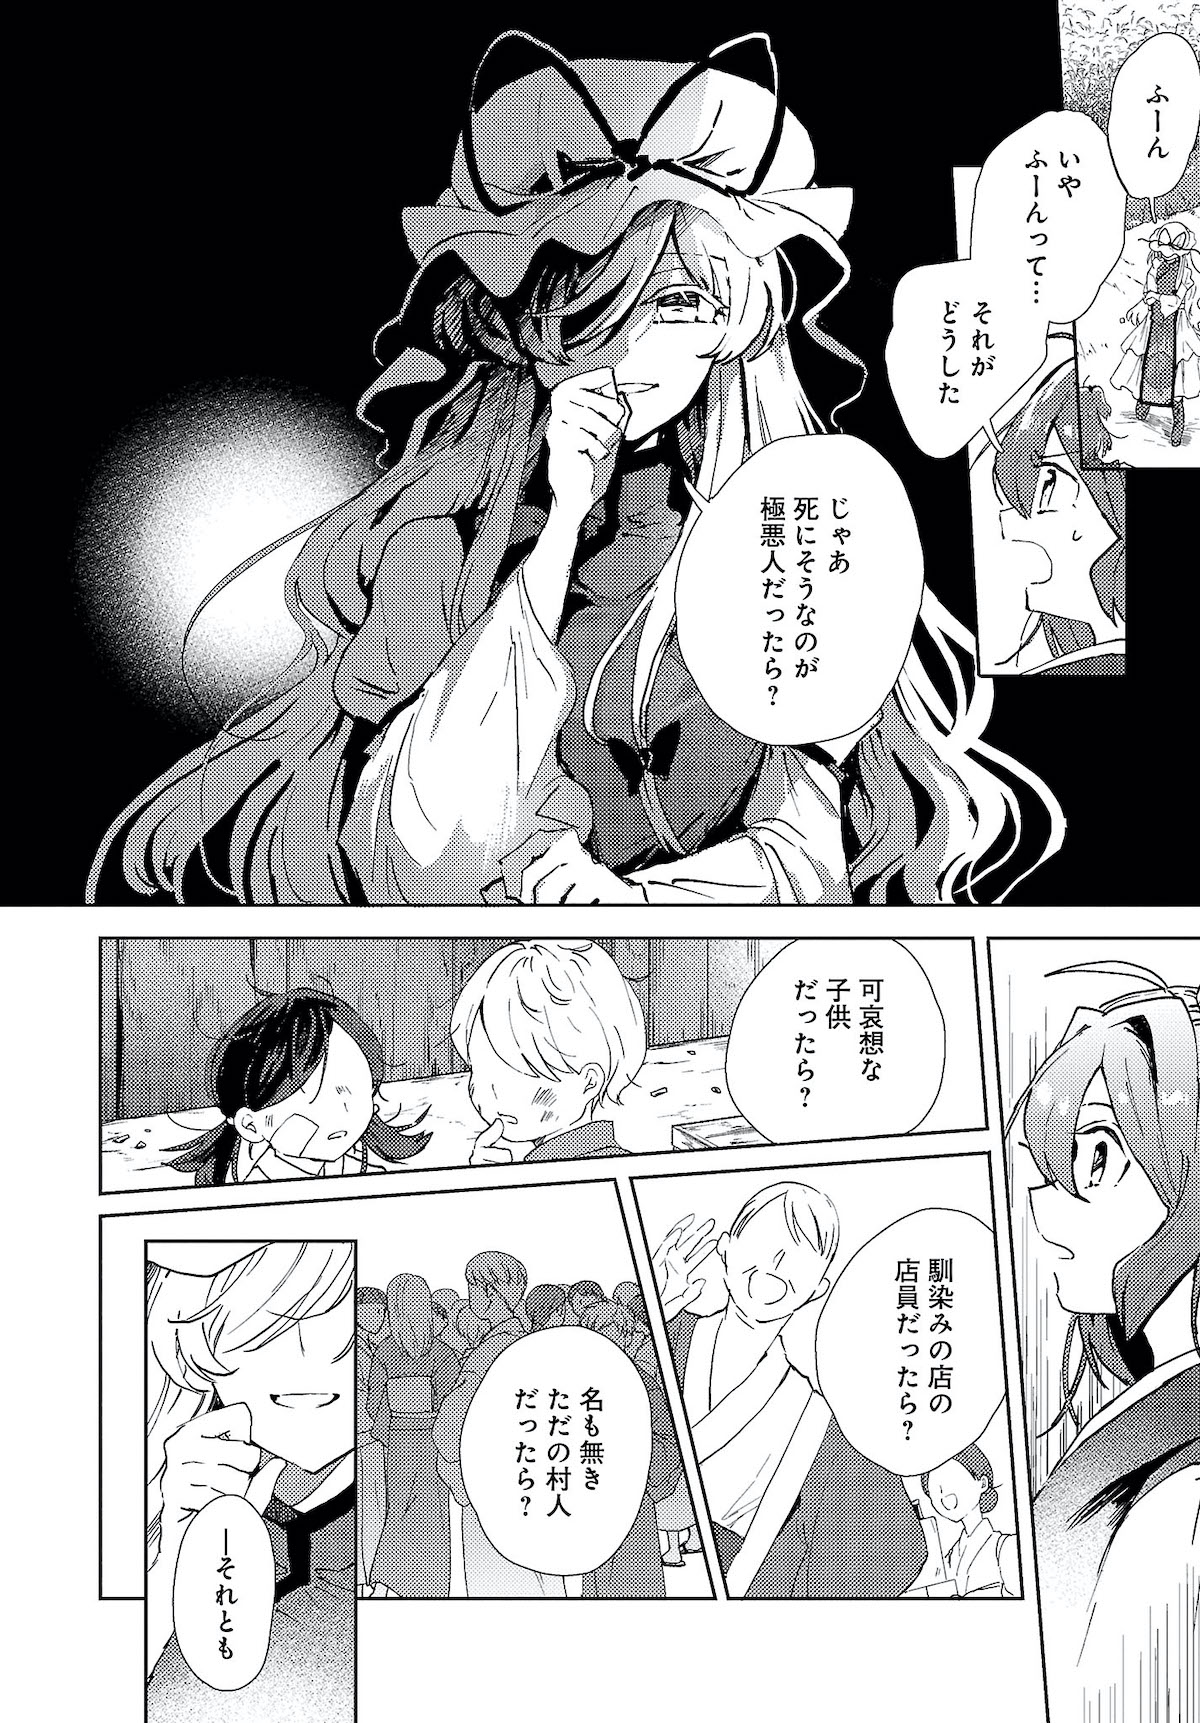 ふーん
いや
ふーんって…
それが
どうした
じゃあ
死にそうなのが
極悪人だったら？
可哀想な
子供
だったら？
馴染みの店の
店員だったら？
名も無き
ただの村人
だったら？
ーそれとも